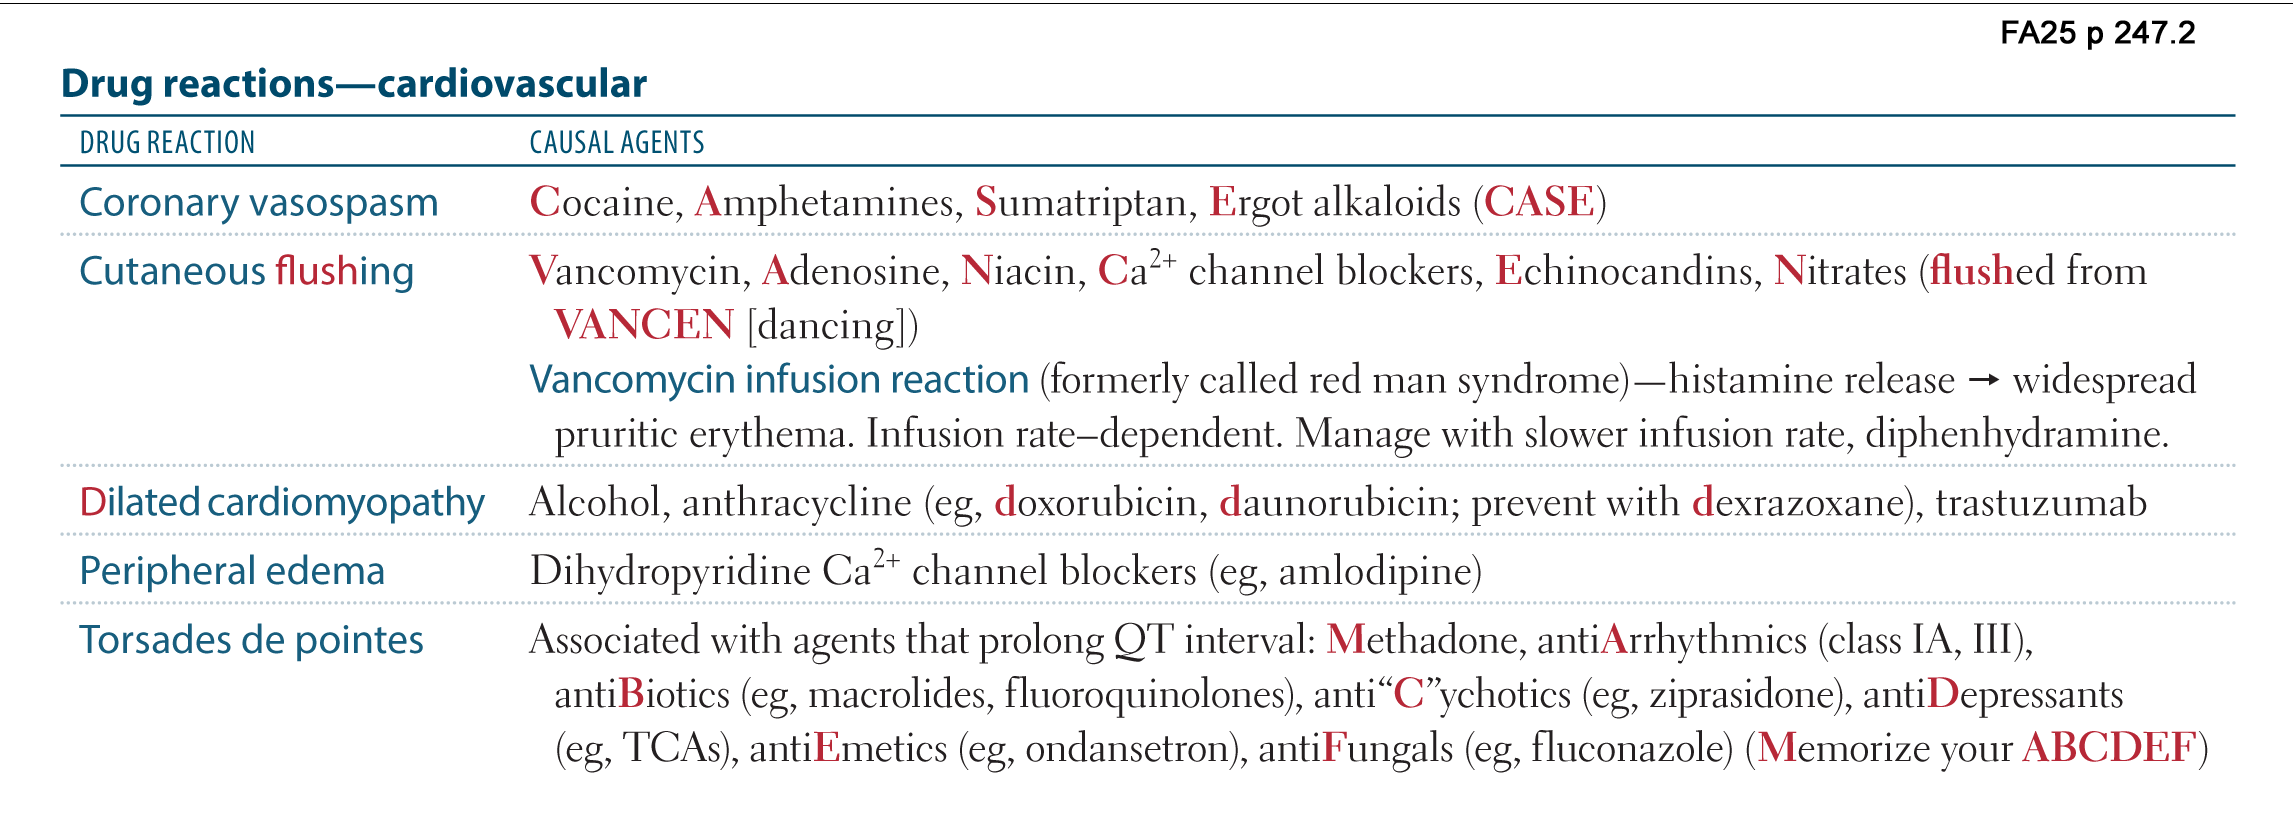 FA25 p 247.2
Drug reactions—cardiovascular
DRUG REACTION CAUSAL AGENTS
Coronary vasospasm Cocaine, Amphetamines, Sumatriptan, Ergot alkaloids (CASE)
Cutaneous flushing Vancomycin, Adenosine, Niacin, Ca²⁺ channel blockers, Echinocandins, Nitrates (flushed from
VANCEN [dancing])
Vancomycin infusion reaction (formerly called red man syndrome)—histamine release → widespread
pruritic erythema. Infusion rate–dependent. Manage with slower infusion rate, diphenhydramine.
Dilated cardiomyopathy Alcohol, anthracycline (eg, doxorubicin, daunorubicin; prevent with dexrazoxane), trastuzumab
Peripheral edema Dihydropyridine Ca²⁺ channel blockers (eg, amlodipine)
Torsades de pointes Associated with agents that prolong QT interval: Methadone, antiArrhythmics (class IA, III),
antiBiotics (eg, macrolides, fluoroquinolones), anti“C”ychotics (eg, ziprasidone), antiDepressants
(eg, TCAs), antiEmetics (eg, ondansetron), antiFungals (eg, fluconazole) (Memorize your ABCDEF)